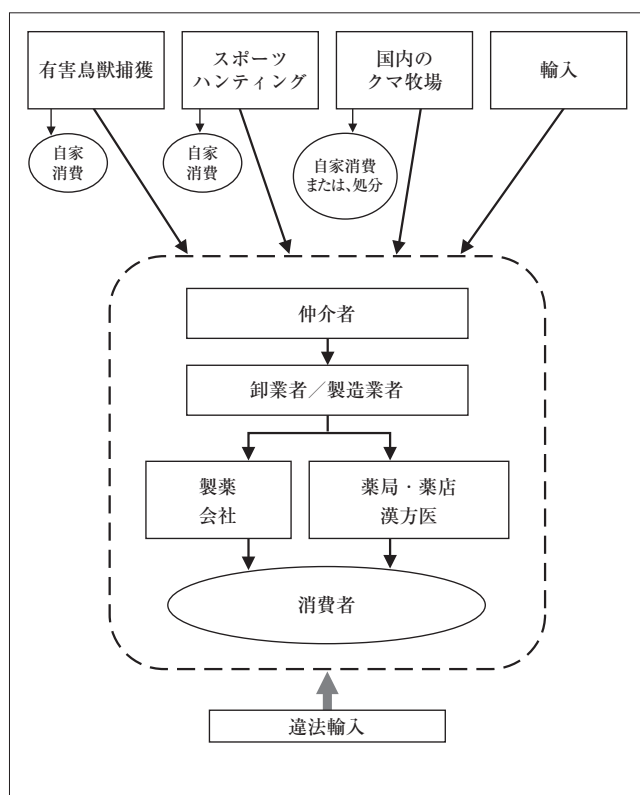 有害鳥獣捕獲
スポーツ
ハンティング
国内の
クマ牧場
輸入
自家
消費
自家
消費
自家消費
または、処分
仲介者
卸業者／製造業者
製薬
会社
薬局・薬店
漢方医
消費者
違法輸入